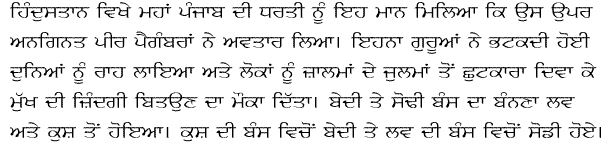 ਹਿੰਦੁਸਤਾਨ ਵਿਖੇ ਮਹਾਂ ਪੰਜਾਬ ਦੀ ਧਰਤੀ ਨੂੰ ਇਹ ਮਾਨ ਮਿਲਿਆ ਕਿ ਉਸ ਉਪਰ
ਅਨਗਿਨਤ ਪੀਰ ਪੈਗੰਬਰਾਂ ਨੇ ਅਵਤਾਰ ਲਿਆ। ਇਹਨਾ ਗੁਰੂਆਂ ਨੇ ਭਟਕਦੀ ਹੋਈ
ਦੁਨਿਆਂ ਨੂੰ ਰਾਹ ਲਾਇਆ ਅਤੇ ਲੋਕਾਂ ਨੂੰ ਜ਼ਾਲਮਾਂ ਦੇ ਜੁਲਮਾਂ ਤੋਂ ਛੁਟਕਾਰਾ ਦਿਵਾ ਕੇ
ਮੁੱਖ ਦੀ ਜ਼ਿੰਦਗੀ ਬਿਤਉਣ ਦਾ ਮੌਕਾ ਦਿੱਤਾ। ਬੇਦੀ ਤੇ ਸੋਢੀ ਬੰਸ ਦਾ ਬੰਨਣਾ ਲਵ
ਅਤੇ ਕੁਸ਼ ਤੋਂ ਹੋਇਆ। ਕੁਸ਼ ਦੀ ਬੰਸ ਵਿਚੋਂ ਬੇਦੀ ਤੇ ਲਵ ਦੀ ਬੰਸ ਵਿਚੋਂ ਸੋਡੀ ਹੋਏ।